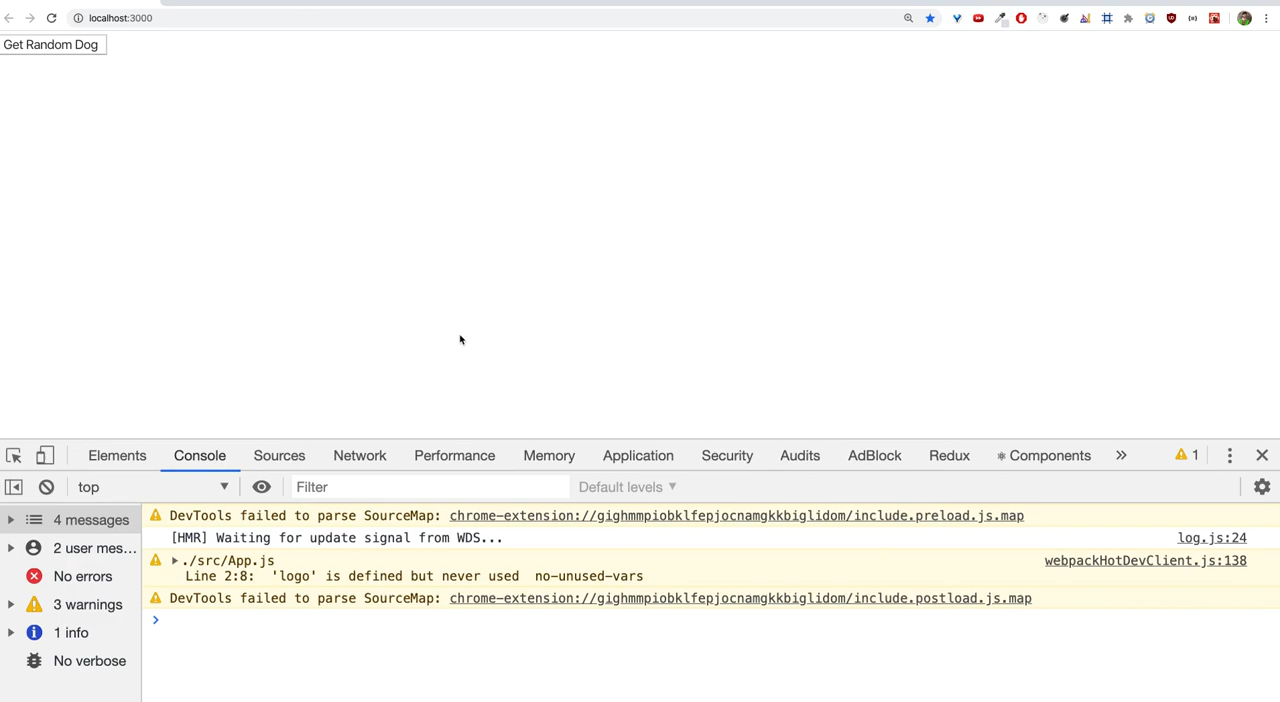 localhost:3000
Get Random Dog
Elements Console Sources Network Performance Memory Application Security Audits AdBlock Redux Components » 1
top Filter Default levels
4 messages
2 user mes...
No errors
3 warnings
1 info
No verbose
DevTools failed to parse SourceMap: chrome-extension://gighmmpiobklfepjocnamgkkbiglidom/include.preload.js.map
[HMR] Waiting for update signal from WDS... log.js:24
./src/App.js webpackHotDevClient.js:138
Line 2:8: 'logo' is defined but never used no-unused-vars
DevTools failed to parse SourceMap: chrome-extension://gighmmpiobklfepjocnamgkkbiglidom/include.postload.js.map